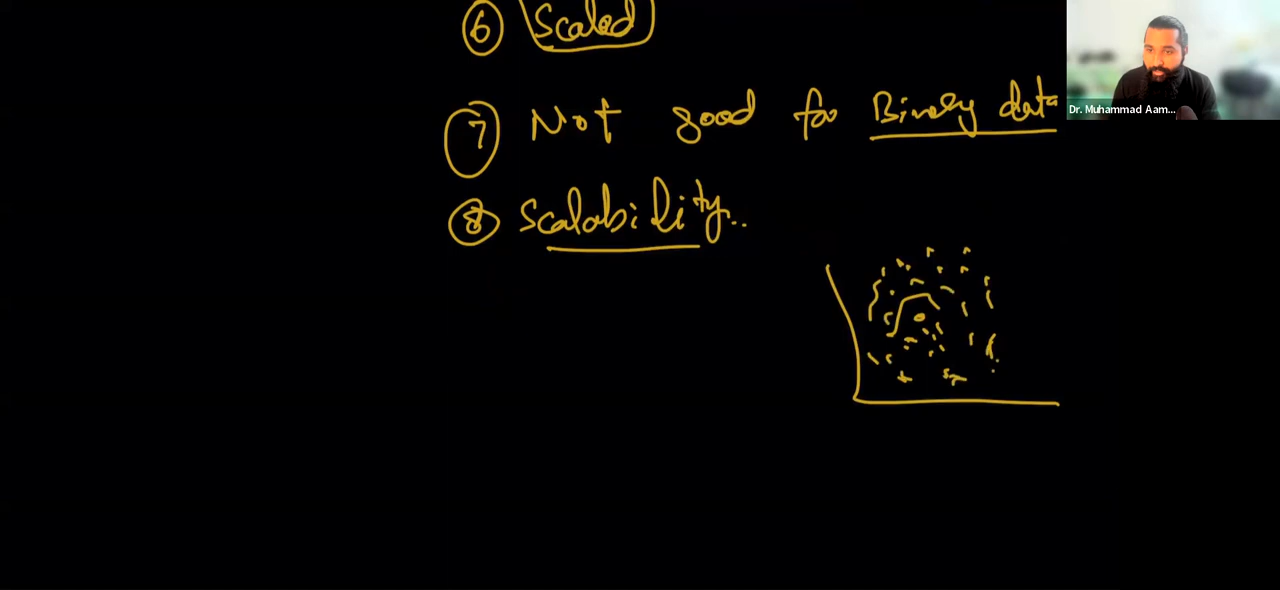 ⑥ Scaled
⑦ Not good for Binary data
⑧ Scalability..
Dr. Muhammad Aam...